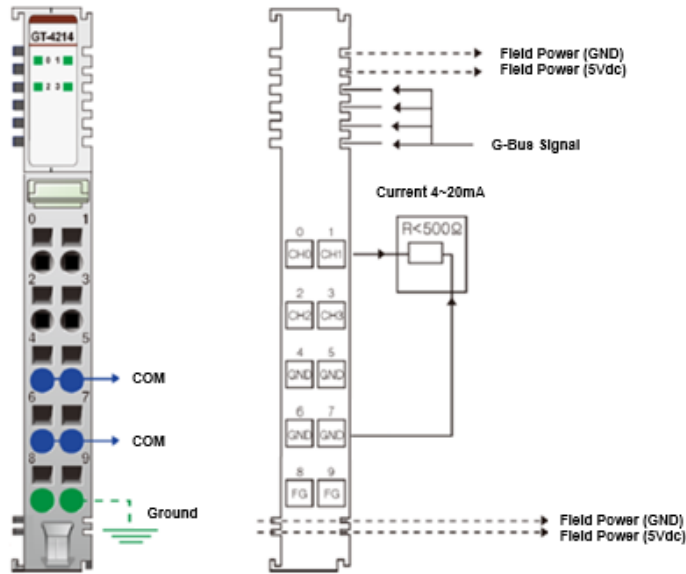 GT-4214
0 1
2 3
0 1
2 3
4 5
COM
6 7
COM
8 9
Ground
Field Power (GND)
Field Power (5Vdc)
G-Bus Signal
Current 4~20mA
R<500Ω
0 1
CH0 CH1
2 3
CH2 CH3
4 5
GND GND
6 7
GND GND
8 9
FG FG
Field Power (GND)
Field Power (5Vdc)